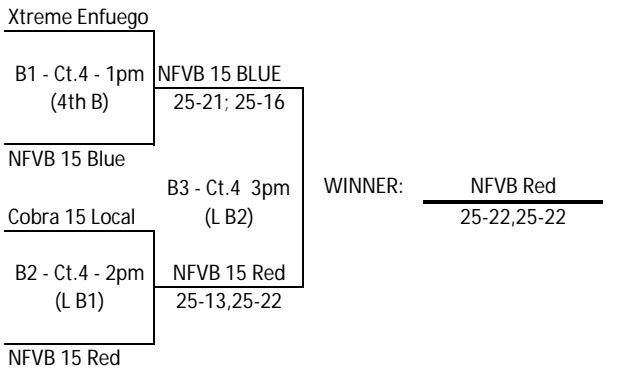 Xtreme Enfuego
B1 - Ct.4 - 1pm
(4th B)
NFVB 15 BLUE
25-21; 25-16
NFVB 15 Blue
B3 - Ct.4 3pm
(L B2)
WINNER:
NFVB Red
25-22,25-22
Cobra 15 Local
B2 - Ct.4 - 2pm
(L B1)
NFVB 15 Red
25-13,25-22
NFVB 15 Red